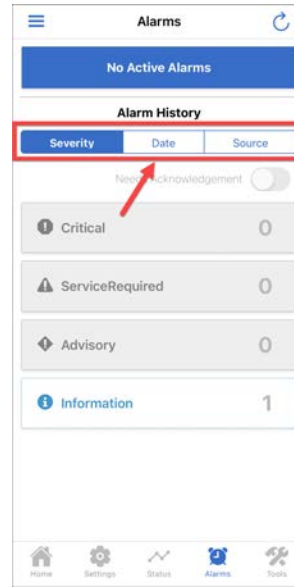 Alarms
No Active Alarms
Alarm History
Severity Date Source
Needs Acknowledgement
Critical 0
ServiceRequired 0
Advisory 0
Information 1
Home Settings Status Alarms Tools